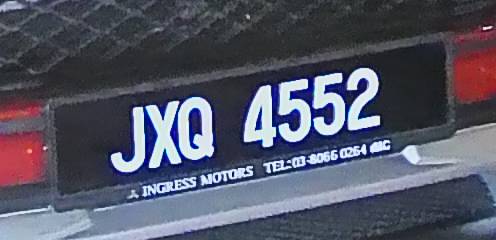 JXQ 4552
INGRESS MOTORS TEL:03-8066 0264